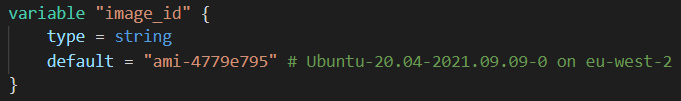 variable "image_id" {
    type = string
    default = "ami-4779e795" # Ubuntu-20.04-2021.09.09-0 on eu-west-2
}